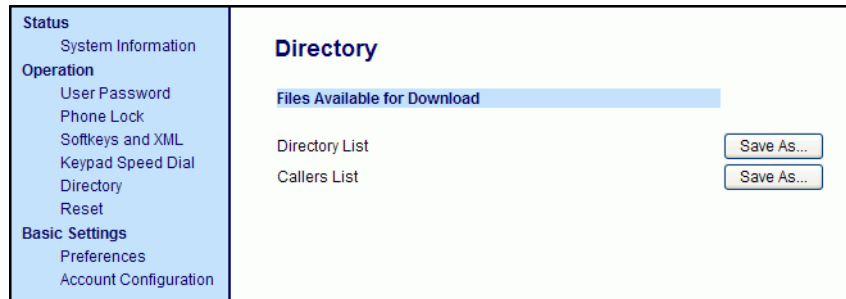 Status
System Information
Operation
User Password
Phone Lock
Softkeys and XML
Keypad Speed Dial
Directory
Reset
Basic Settings
Preferences
Account Configuration
Directory
Files Available for Download
Directory List Save As...
Callers List Save As...